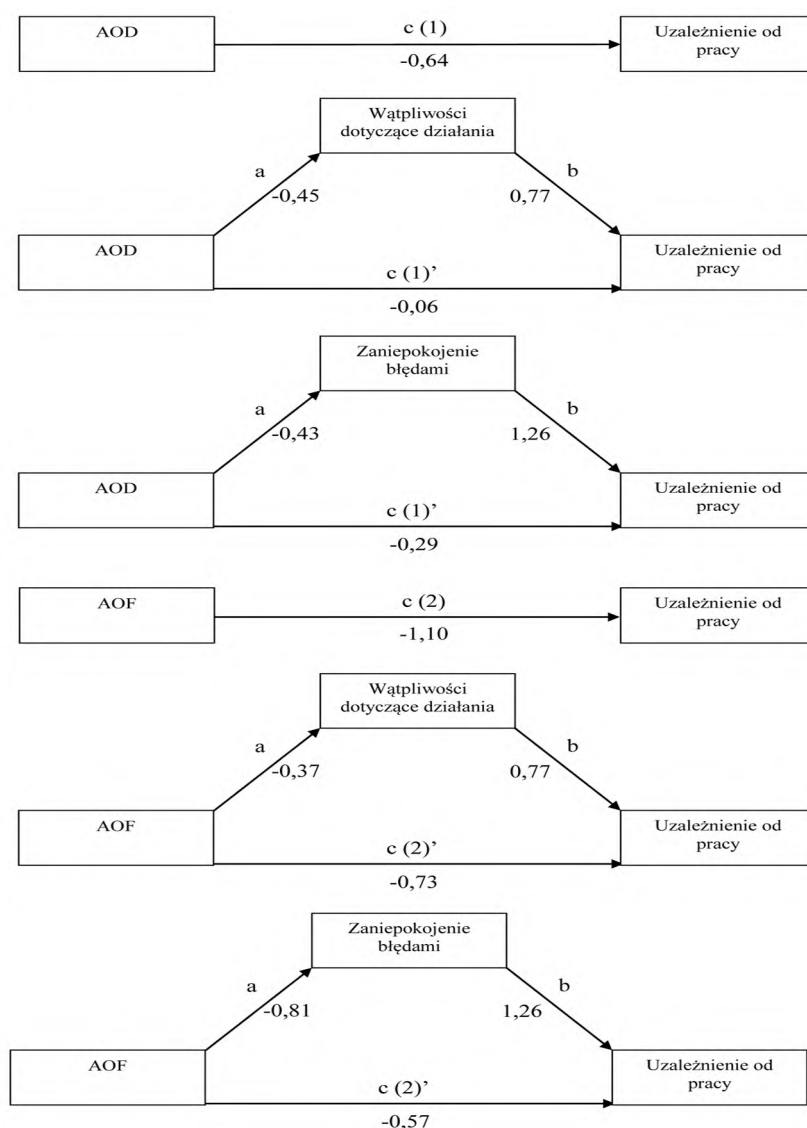 AOD
c (1)
-0,64
Uzależnienie od
pracy
Wątpliwości
dotyczące działania
a
-0,45
b
0,77
AOD
c (1)’
-0,06
Uzależnienie od
pracy
Zaniepokojenie
błędami
a
-0,43
b
1,26
AOD
c (1)’
-0,29
Uzależnienie od
pracy
AOF
c (2)
-1,10
Uzależnienie od
pracy
Wątpliwości
dotyczące działania
a
-0,37
b
0,77
AOF
c (2)’
-0,73
Uzależnienie od
pracy
Zaniepokojenie
błędami
a
-0,81
b
1,26
AOF
c (2)’
-0,57
Uzależnienie od
pracy